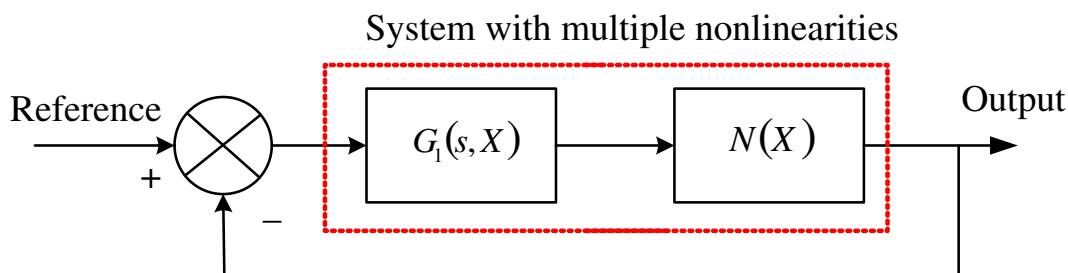 System with multiple nonlinearities
Reference
Output
G₁(s, X)
N(X)
+
−